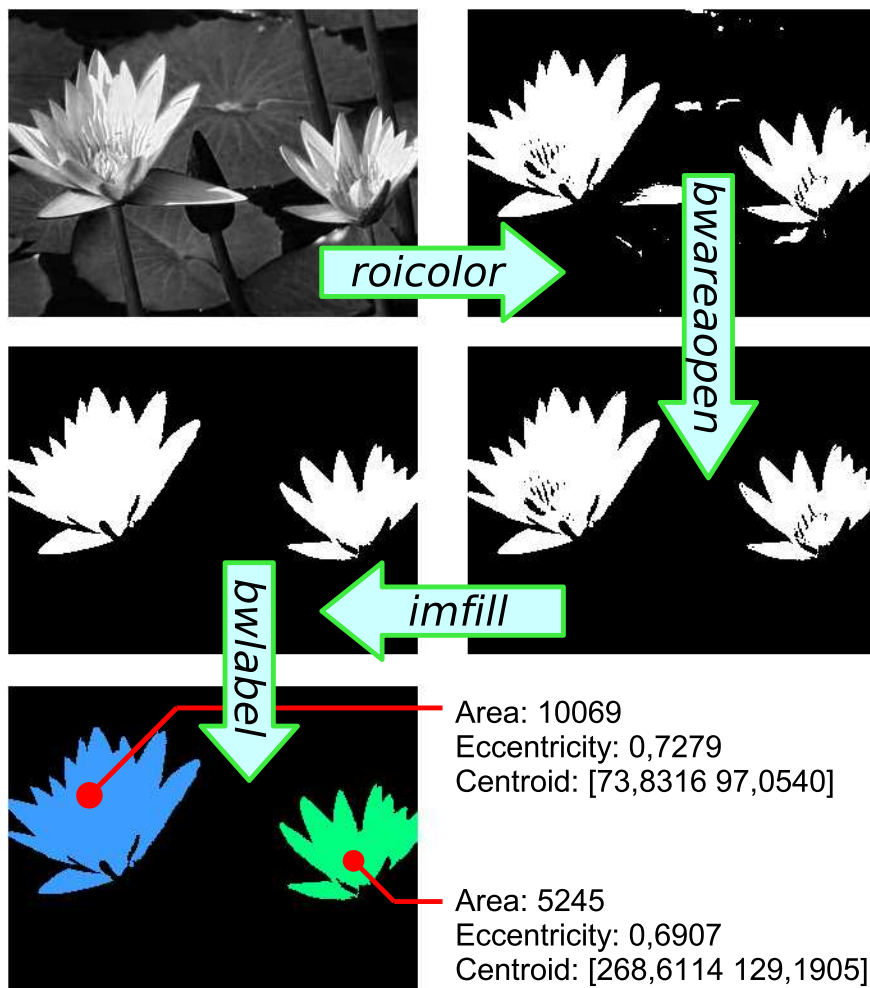 roicolor
bwareaopen
imfill
bwlabel
Area: 10069
Eccentricity: 0,7279
Centroid: [73,8316 97,0540]
Area: 5245
Eccentricity: 0,6907
Centroid: [268,6114 129,1905]